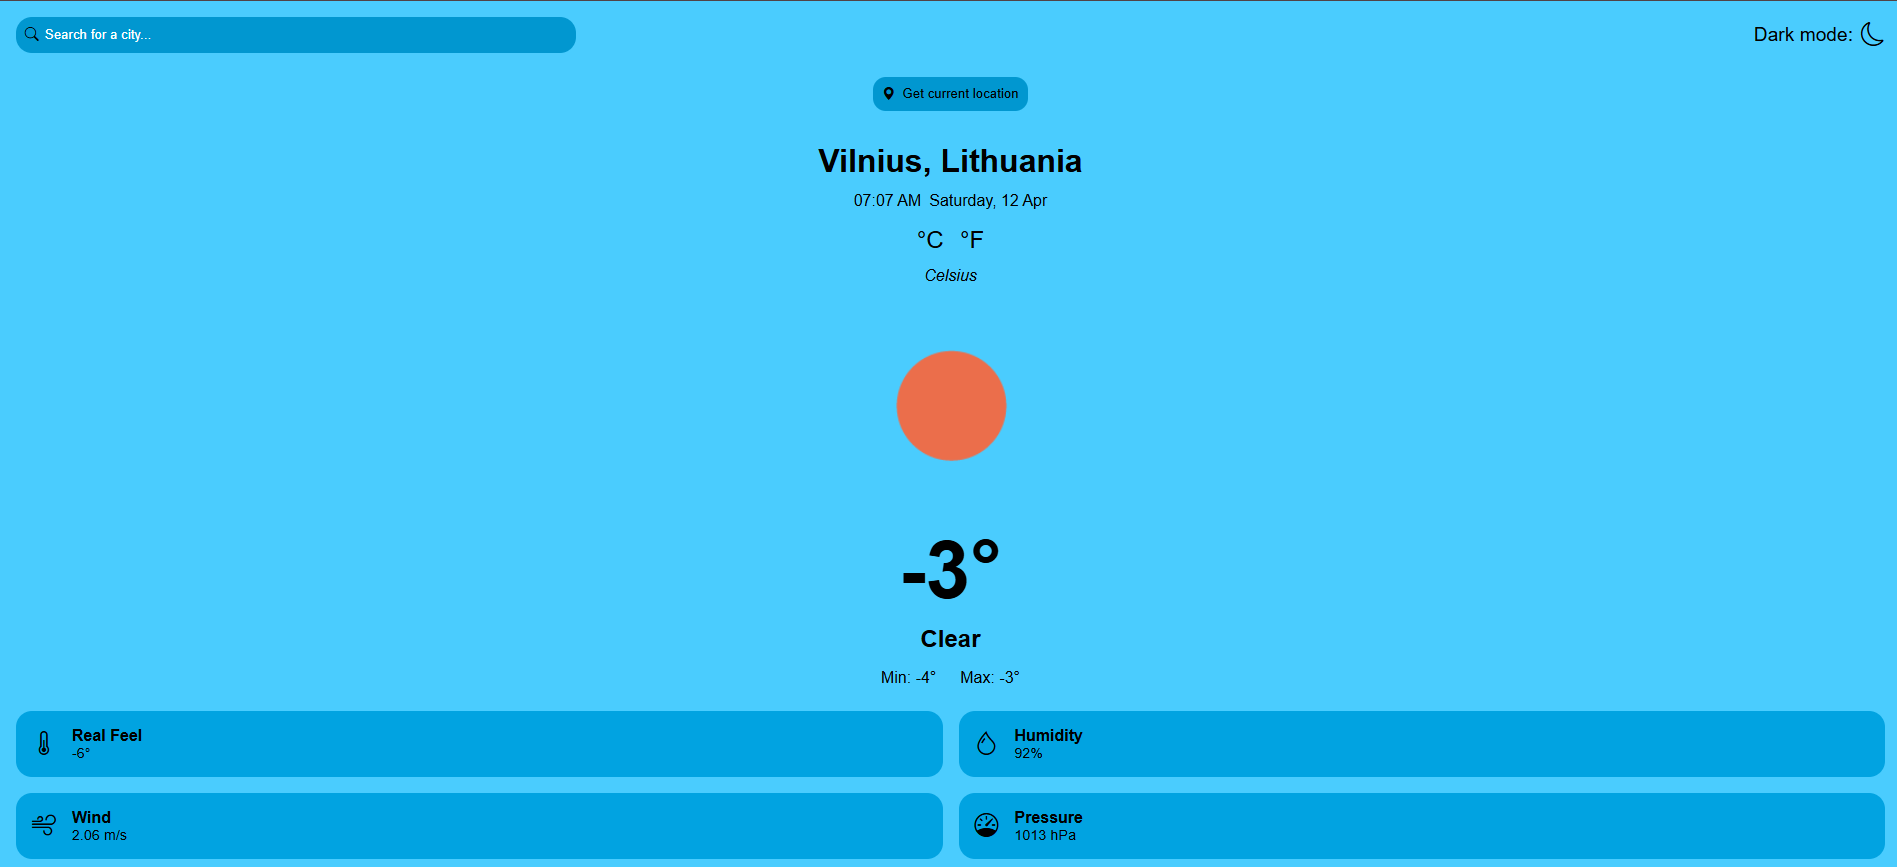 Search for a city...
Dark mode:
Get current location
Vilnius, Lithuania
07:07 AM Saturday, 12 Apr
°C °F
Celsius
-3°
Clear
Min: -4° Max: -3°
Real Feel
-6°
Humidity
92%
Wind
2.06 m/s
Pressure
1013 hPa